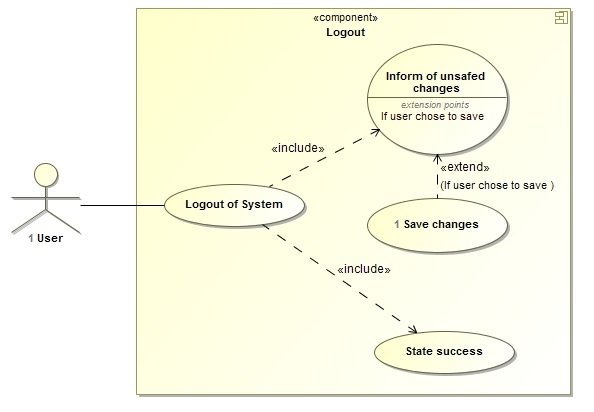 «component»
Logout
Inform of unsafed
changes
extension points
If user chose to save
«include»
«extend»
(If user chose to save )
Logout of System
1 Save changes
1 User
«include»
State success